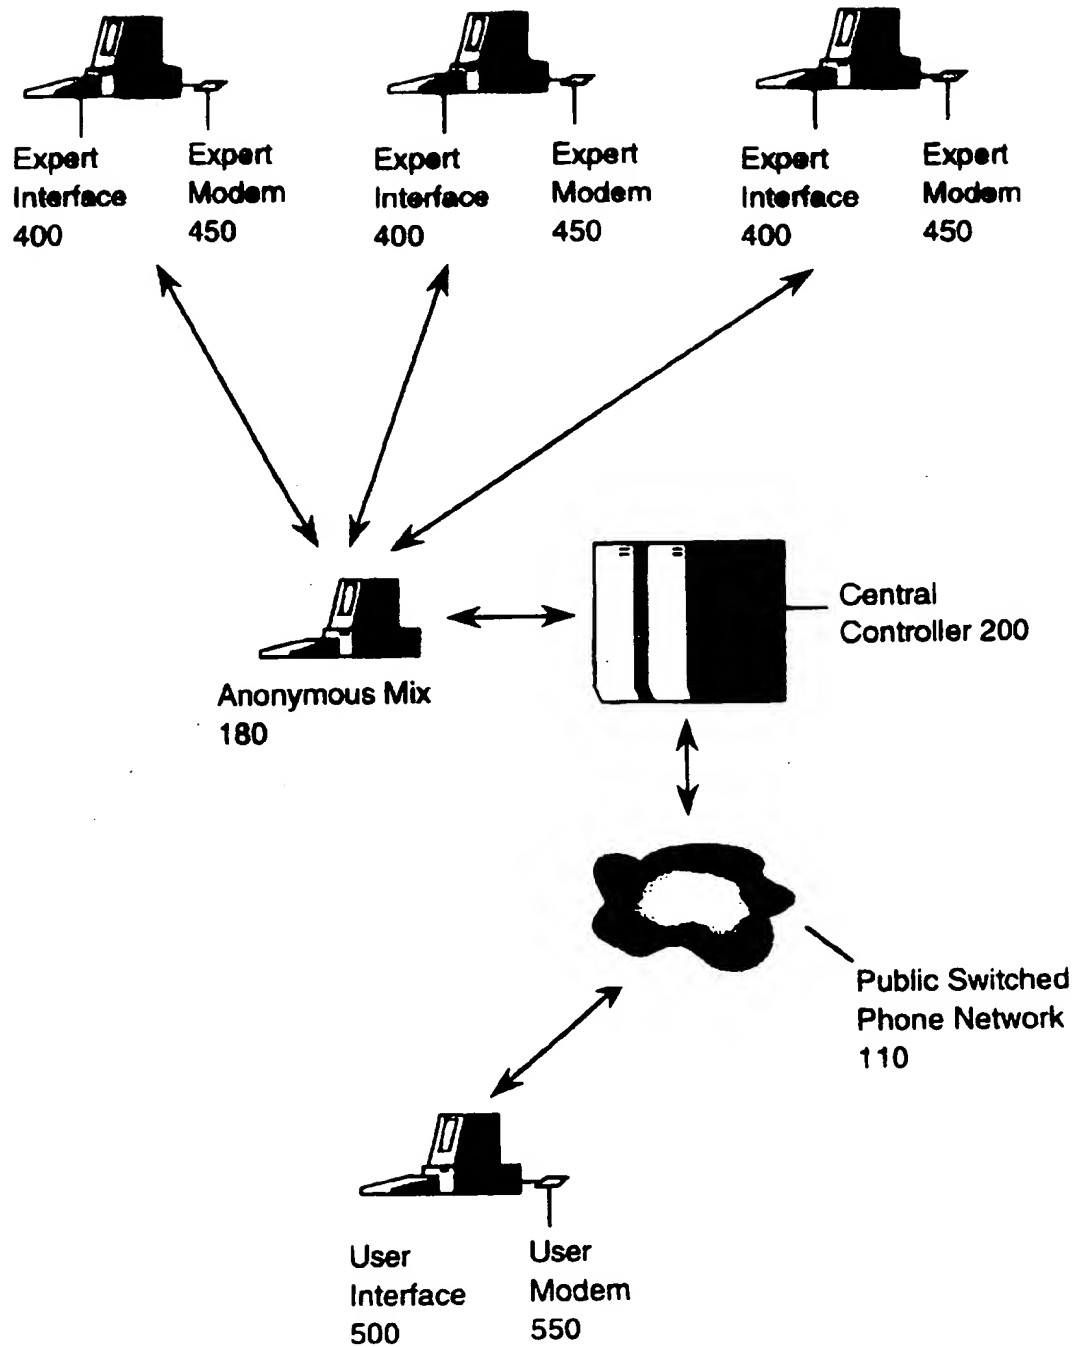 Expert
Interface
400
Expert
Modem
450
Expert
Interface
400
Expert
Modem
450
Expert
Interface
400
Expert
Modem
450
Central
Controller 200
Anonymous Mix
180
Public Switched
Phone Network
110
User
Interface
500
User
Modem
550